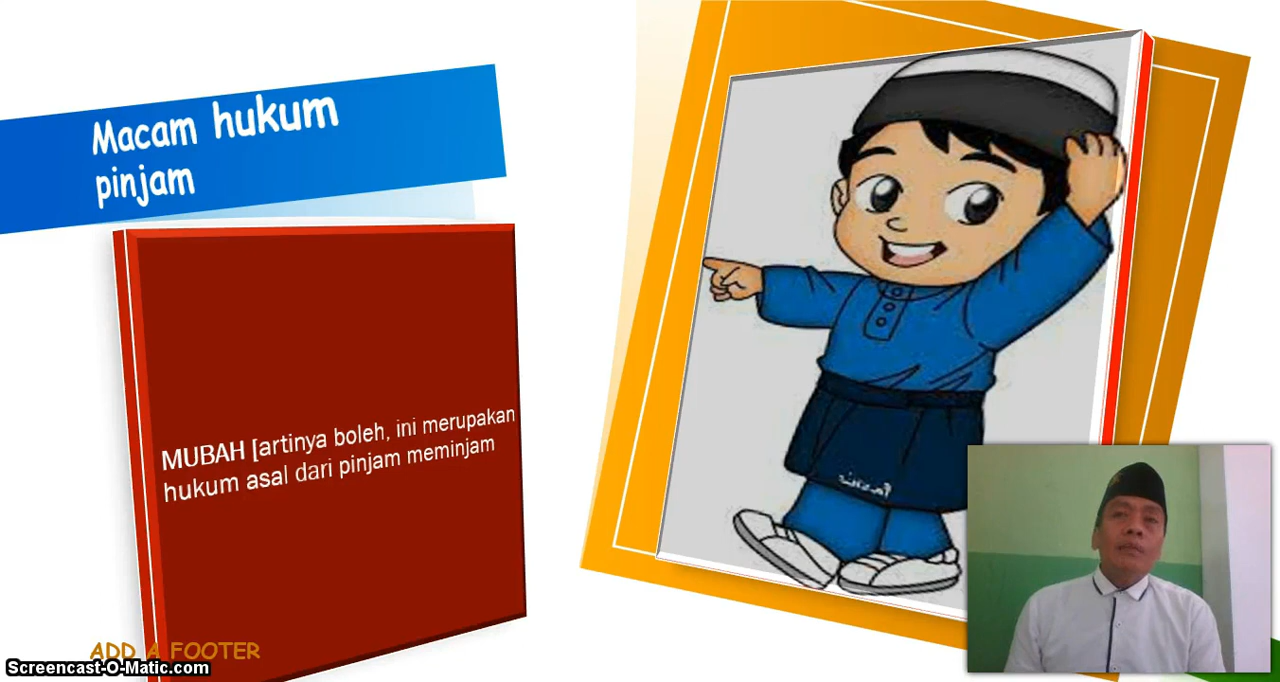 Macam hukum
pinjam
MUBAH [artinya boleh, ini merupakan
hukum asal dari pinjam meminjam
ADD A FOOTER
Screencast-O-Matic.com